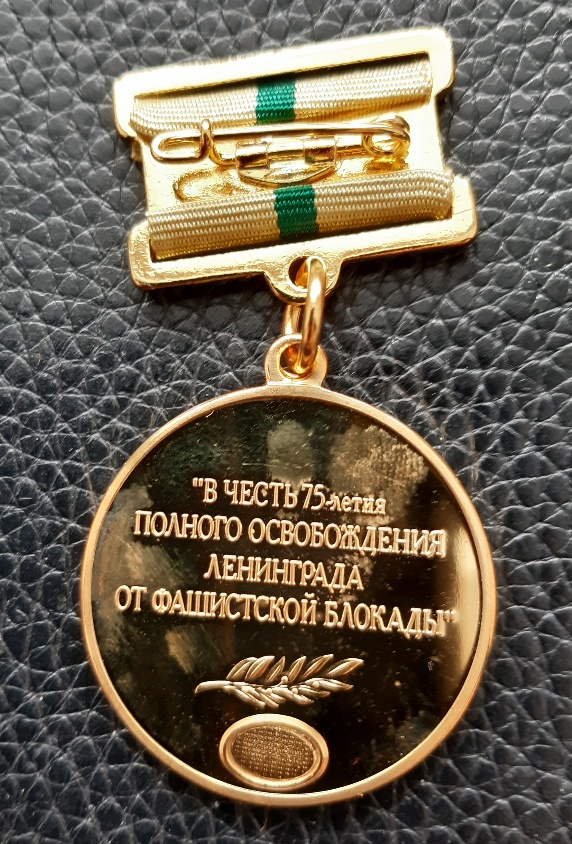 "В ЧЕСТЬ 75-летия
ПОЛНОГО ОСВОБОЖДЕНИЯ
ЛЕНИНГРАДА
ОТ ФАШИСТСКОЙ БЛОКАДЫ"